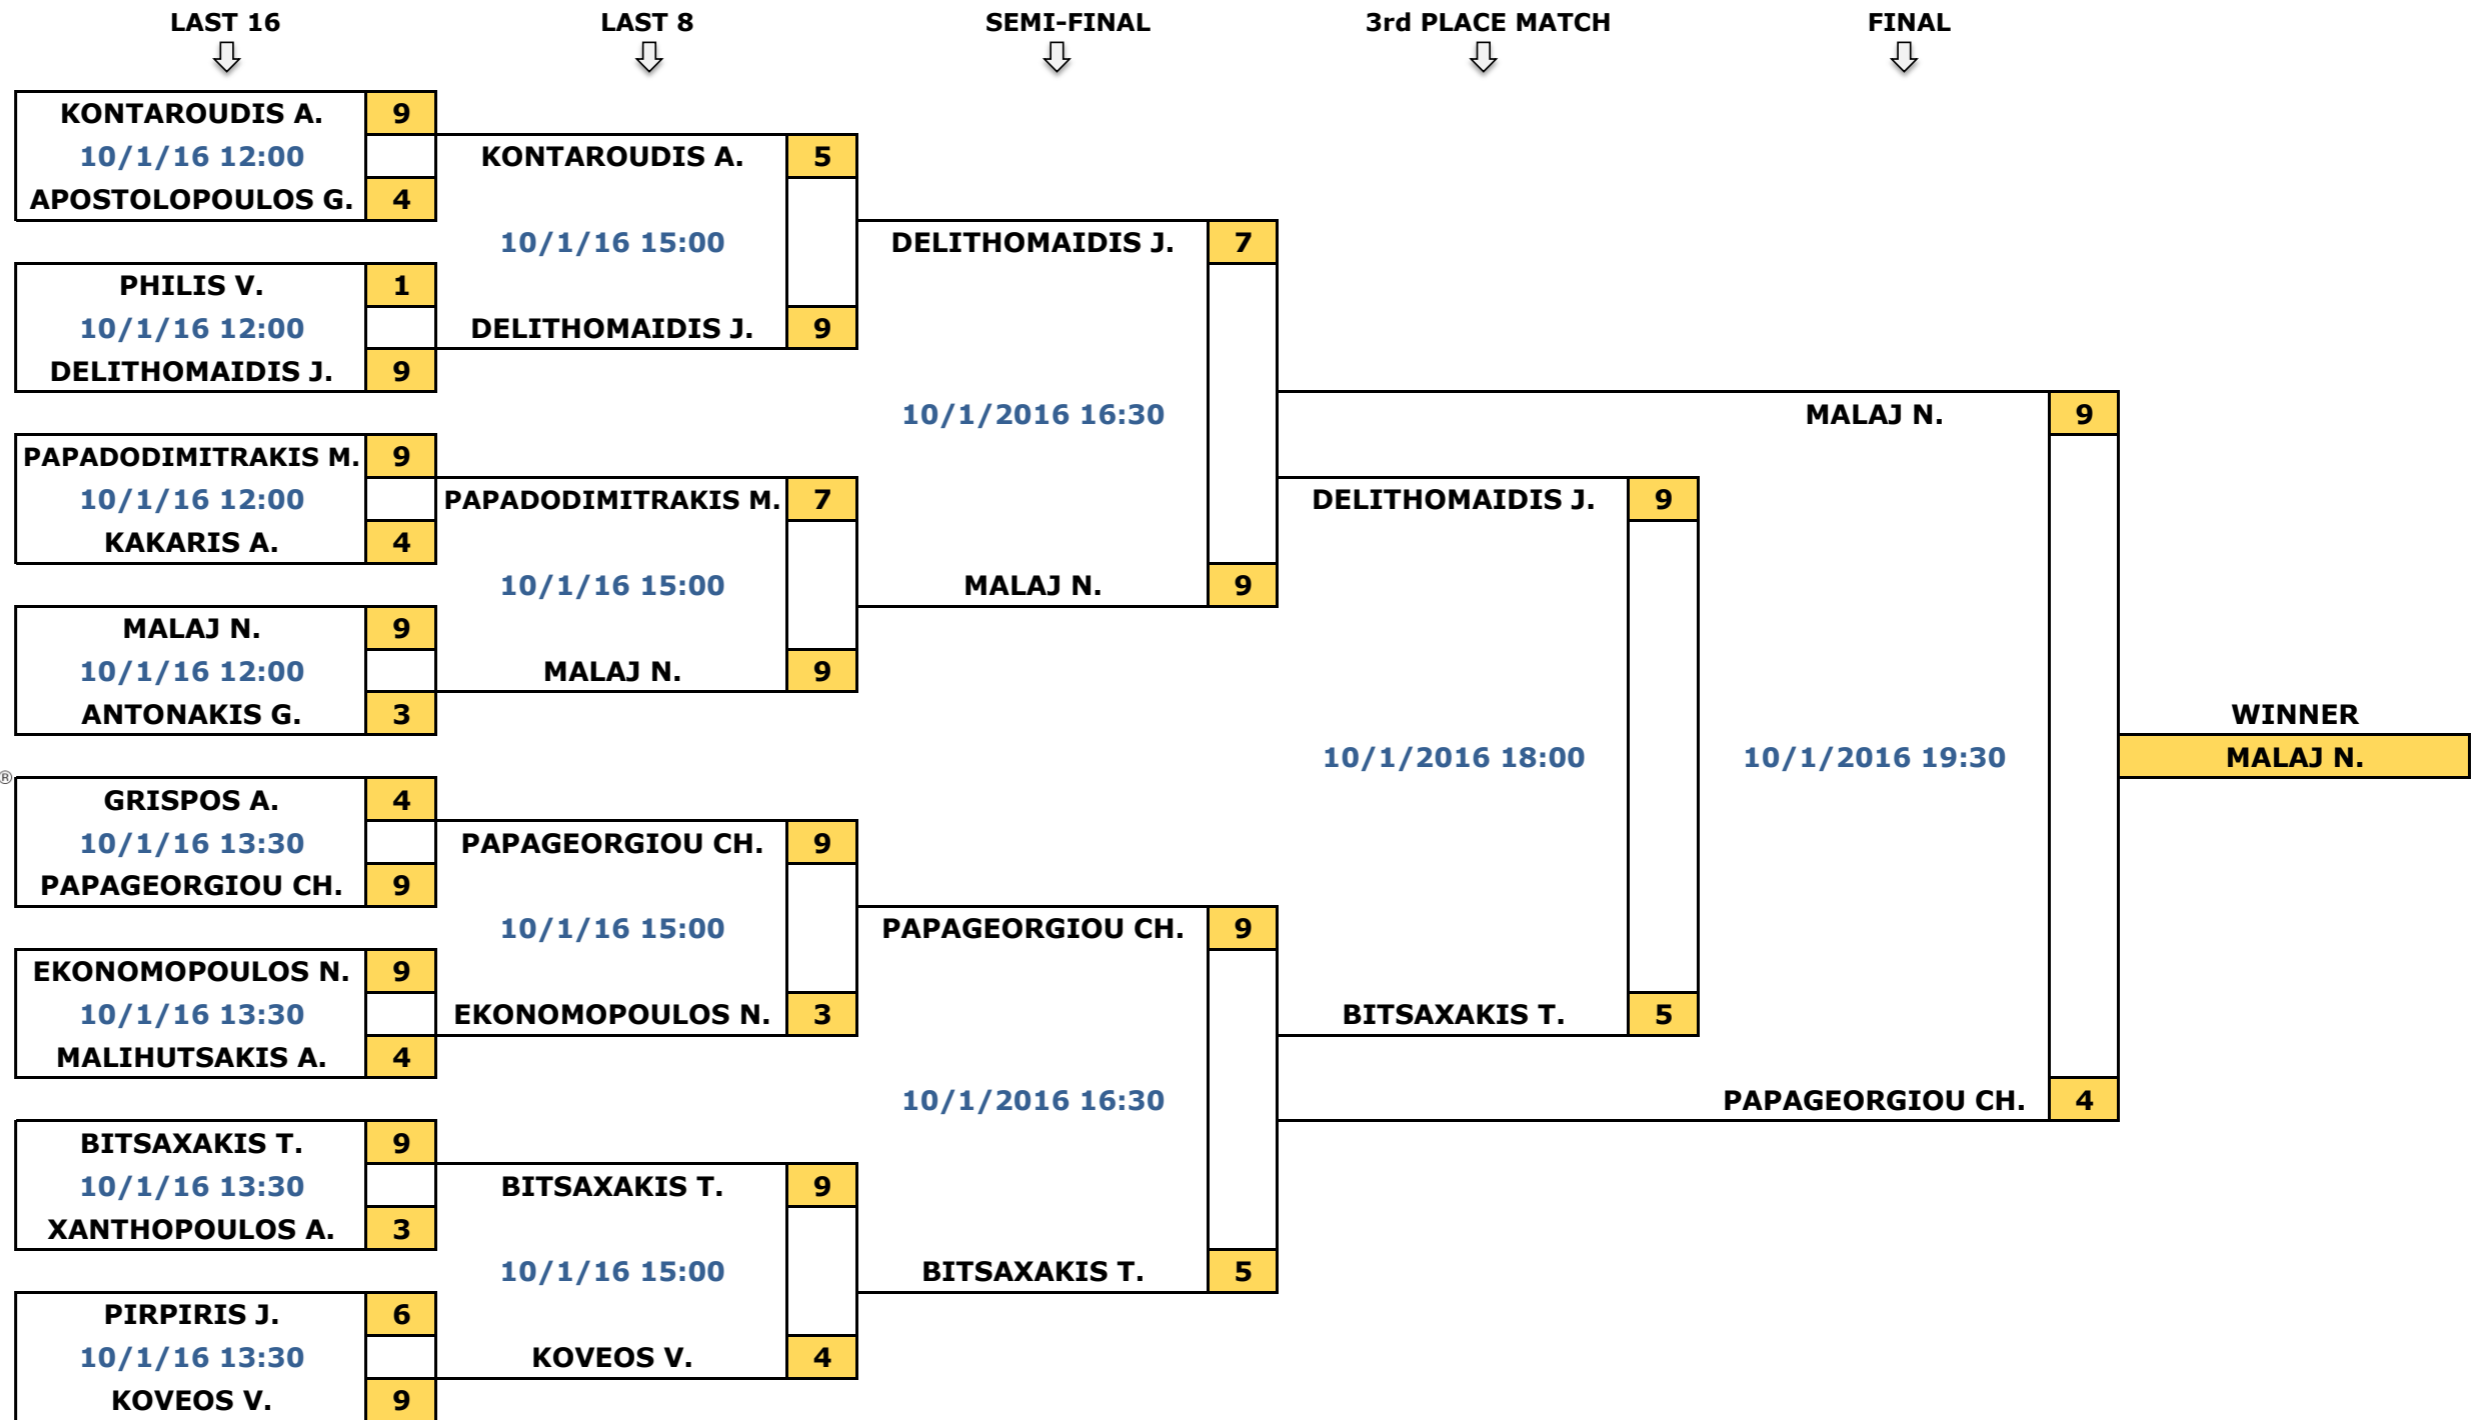 LAST 16
LAST 8
SEMI-FINAL
3rd PLACE MATCH
FINAL
KONTAROUDIS A. 9
10/1/16 12:00
APOSTOLOPOULOS G. 4
PHILIS V. 1
10/1/16 12:00
DELITHOMAIDIS J. 9
PAPADODIMITRAKIS M. 9
10/1/16 12:00
KAKARIS A. 4
MALAJ N. 9
10/1/16 12:00
ANTONAKIS G. 3
®
GRISPOS A. 4
10/1/16 13:30
PAPAGEORGIOU CH. 9
EKONOMOPOULOS N. 9
10/1/16 13:30
MALIHUTSAKIS A. 4
BITSAXAKIS T. 9
10/1/16 13:30
XANTHOPOULOS A. 3
PIRPIRIS J. 6
10/1/16 13:30
KOVEOS V. 9
KONTAROUDIS A. 5
10/1/16 15:00
DELITHOMAIDIS J. 9
PAPADODIMITRAKIS M. 7
10/1/16 15:00
MALAJ N. 9
PAPAGEORGIOU CH. 9
10/1/16 15:00
EKONOMOPOULOS N. 3
BITSAXAKIS T. 9
10/1/16 15:00
KOVEOS V. 4
DELITHOMAIDIS J. 7
10/1/2016 16:30
MALAJ N. 9
PAPAGEORGIOU CH. 9
10/1/2016 16:30
BITSAXAKIS T. 5
DELITHOMAIDIS J. 9
10/1/2016 18:00
BITSAXAKIS T. 5
MALAJ N. 9
10/1/2016 19:30
PAPAGEORGIOU CH. 4
WINNER
MALAJ N.